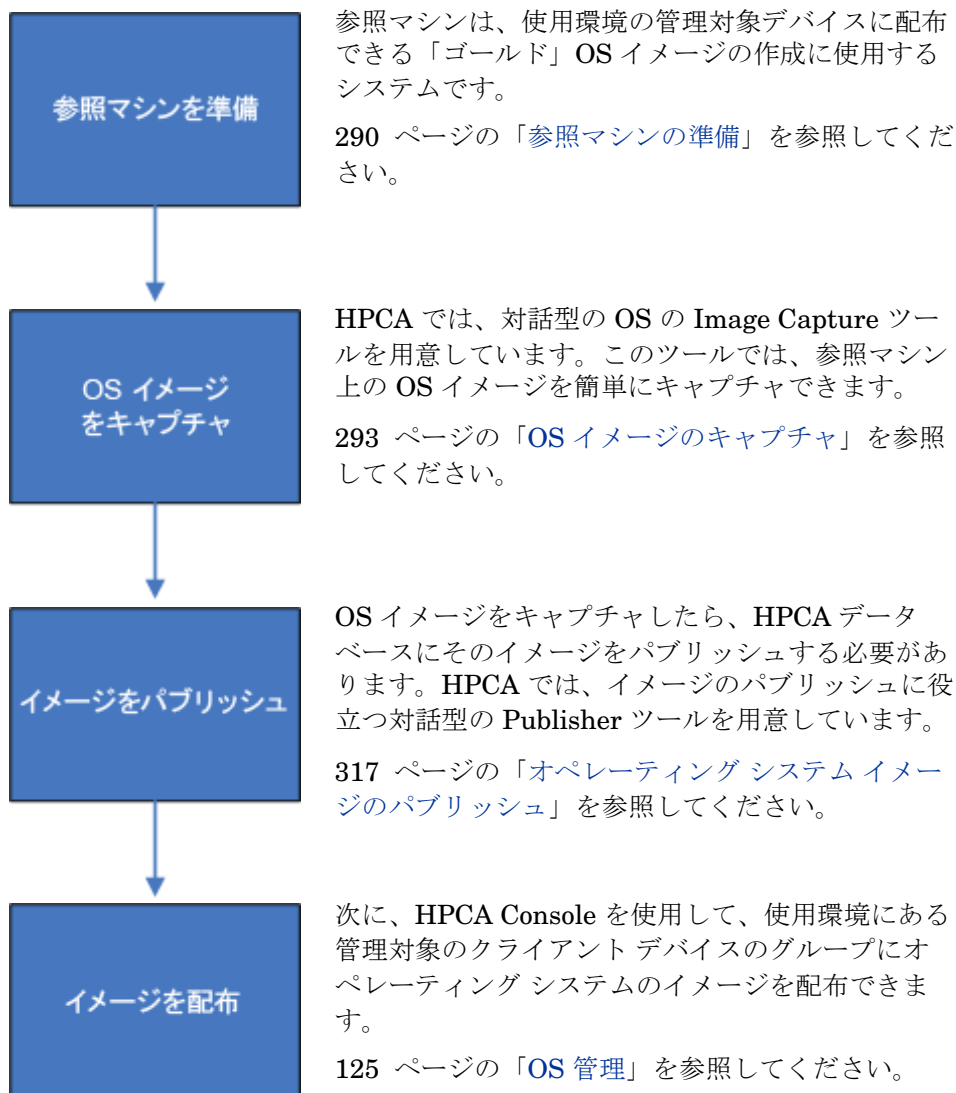 参照マシンを準備
参照マシンは、使用環境の管理対象デバイスに配布
できる「ゴールド」OS イメージの作成に使用する
システムです。
290 ページの「参照マシンの準備」を参照してくだ
さい。
OS イメージ
をキャプチャ
HPCA では、対話型の OS の Image Capture ツー
ルを用意しています。このツールでは、参照マシン
上の OS イメージを簡単にキャプチャできます。
293 ページの「OS イメージのキャプチャ」を参照
してください。
イメージをパブリッシュ
OS イメージをキャプチャしたら、HPCA データ
ベースにそのイメージをパブリッシュする必要があ
ります。HPCA では、イメージのパブリッシュに役
立つ対話型の Publisher ツールを用意しています。
317 ページの「オペレーティング システム イメー
ジのパブリッシュ」を参照してください。
イメージを配布
次に、HPCA Console を使用して、使用環境にある
管理対象のクライアント デバイスのグループにオ
ペレーティング システムのイメージを配布できま
す。
125 ページの「OS 管理」を参照してください。